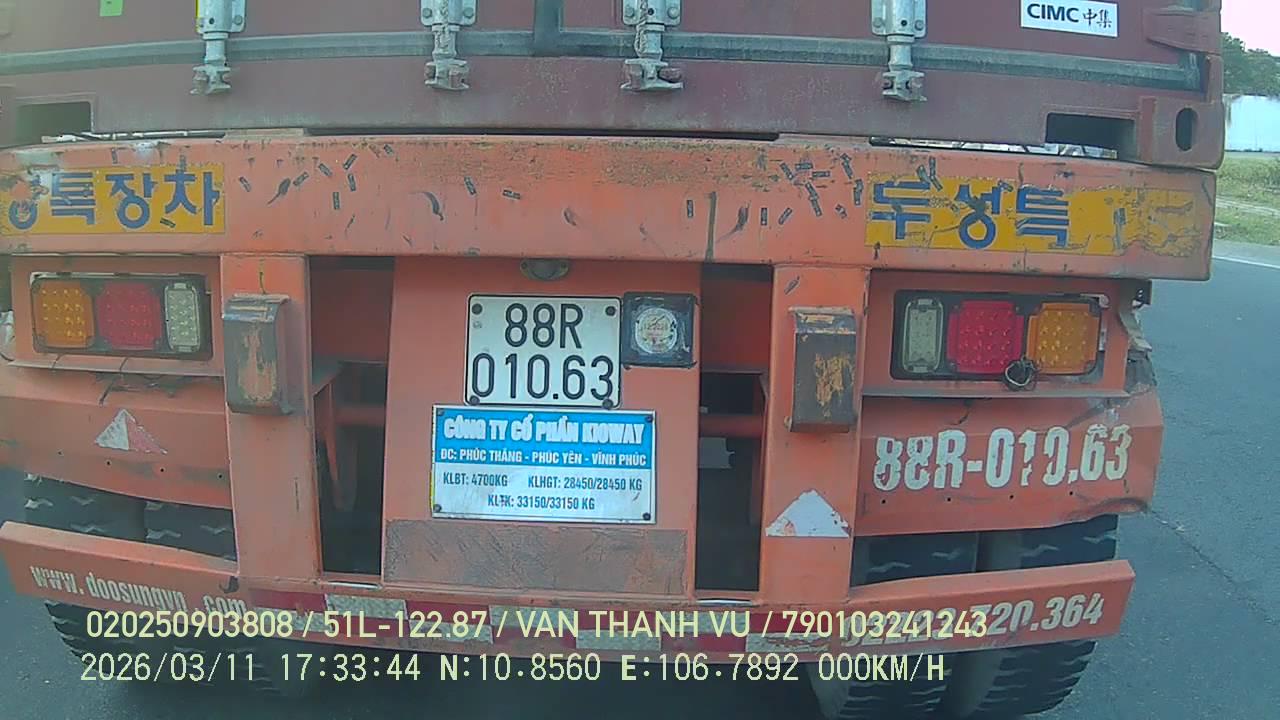 CIMC 中集
성특장차
두성특
88R
010.63
CÔNG TY CỔ PHẦN KIOWAY
ĐC: PHÚC THẮNG - PHÚC YÊN - VĨNH PHÚC
KLBT: 4700KG KLHGT: 28450/28450 KG
KLTK: 33150/33150 KG
88R-010.63
www.doosungvn.com
320.364
020250903808 / 51L-122.87 / VAN THANH VU / 790103241243
2026/03/11 17:33:44 N:10.8560 E:106.7892 000KM/H